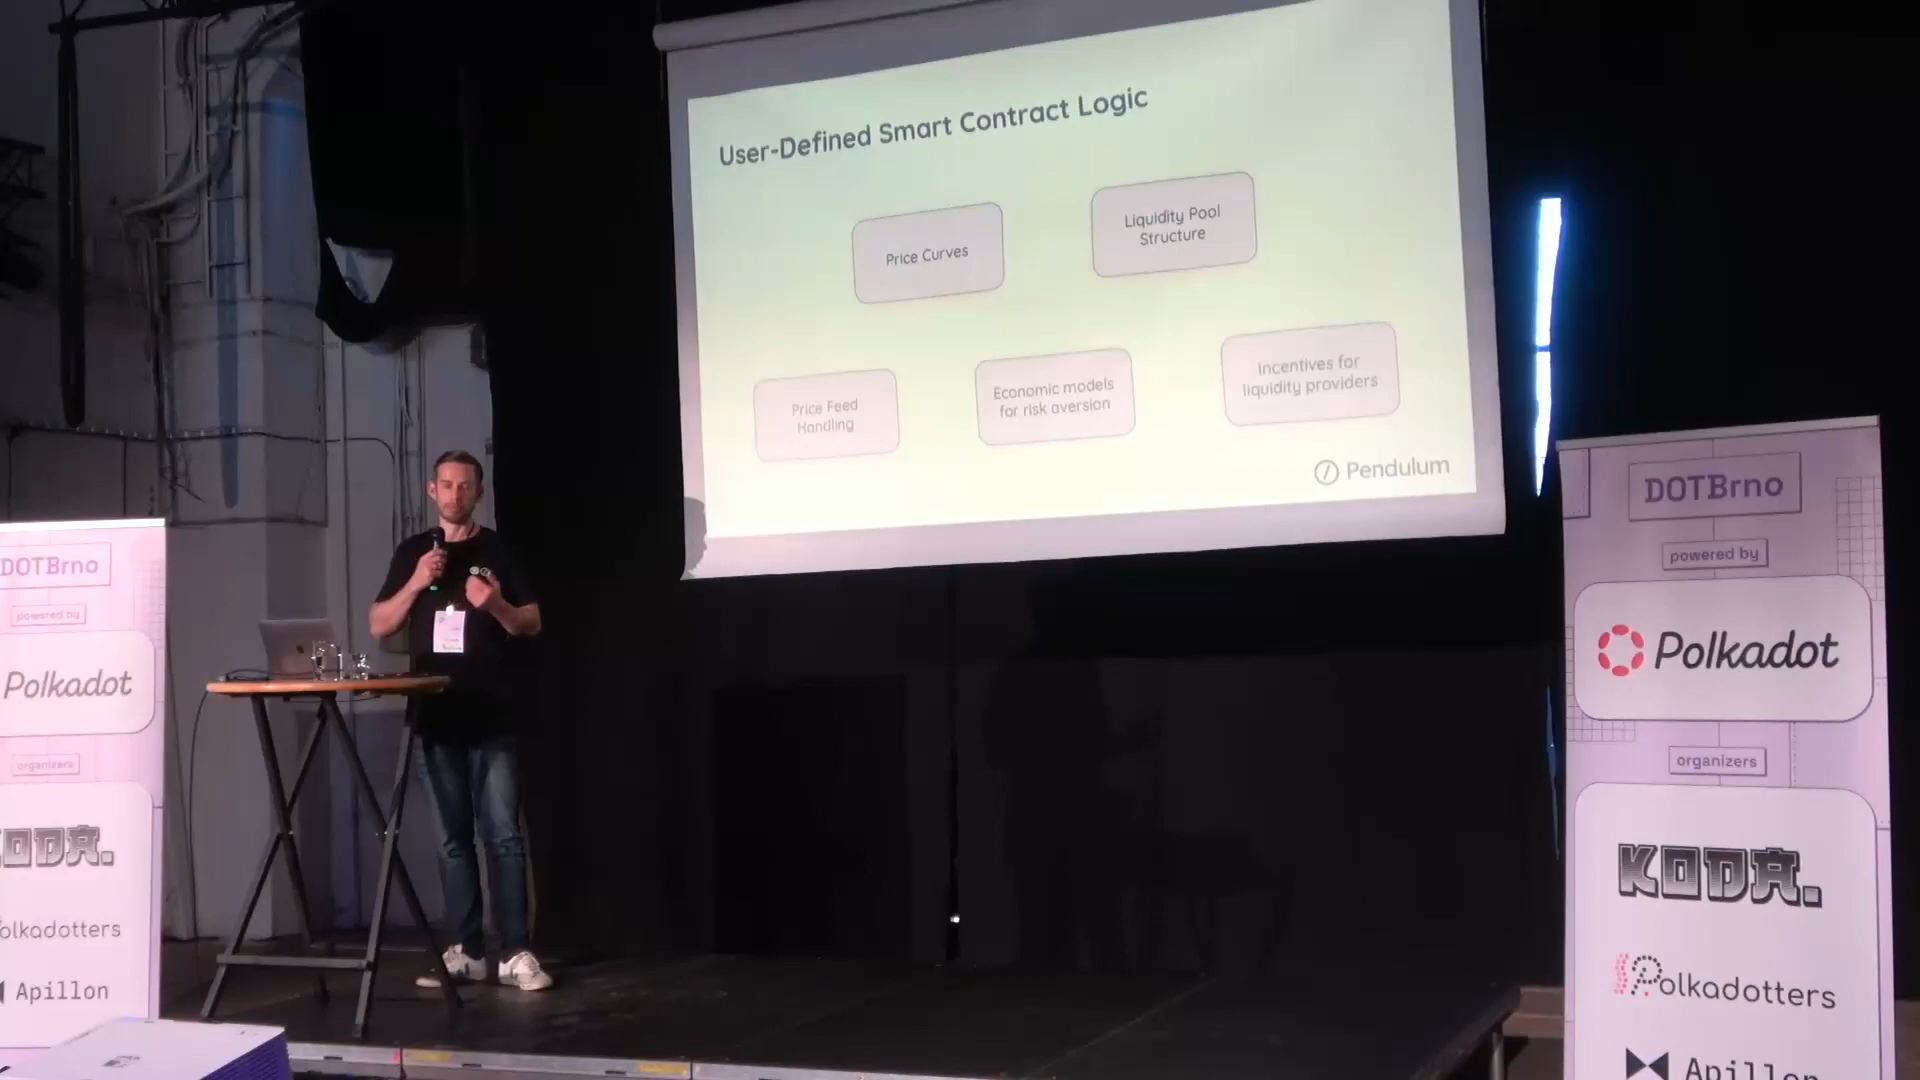 User-Defined Smart Contract Logic
Price Curves
Liquidity Pool
Structure
Price Feed
Handling
Economic models
for risk aversion
Incentives for
liquidity providers
Pendulum
DOTBrno
powered by
Polkadot
organizers
KODA.
olkadotters
Apillon
DOTBrno
powered by
Polkadot
organizers
KODA.
Polkadotters
Apillon